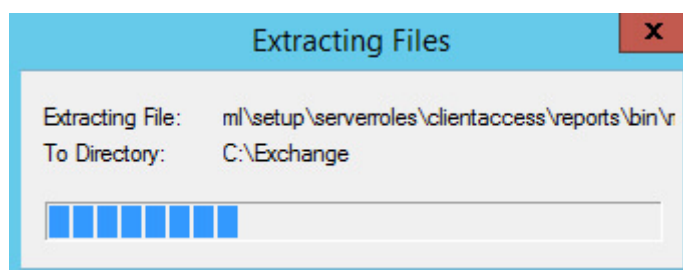 Extracting Files
x
Extracting File: ml\setup\serverroles\clientaccess\reports\bin\
To Directory: C:\Exchange